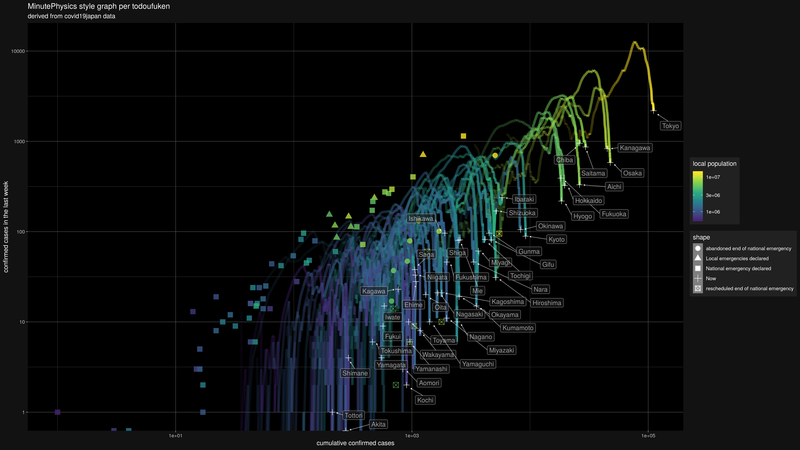 MinutePhysics style graph per todoufuken
derived from covid19japan data
confirmed cases in the last week
10000
1000
100
10
1
Tokyo
Kanagawa
Chiba
Saitama
Osaka
Aichi
Ibaraki
Hokkaido
Shizuoka
Hyogo
Fukuoka
Ishikawa
Okinawa
Kyoto
Saga
Shiga
Gunma
Miyagi
Gifu
Niigata
Fukushima
Tochigi
Kagawa
Mie
Nara
Ehime
Oita
Kagoshima
Hiroshima
Iwate
Nagasaki
Okayama
Kumamoto
Fukui
Toyama
Nagano
Tokushima
Wakayama
Miyazaki
Yamagata
Yamanashi
Yamaguchi
Shimane
Aomori
Kochi
Tottori
Akita
1e+01
1e+03
1e+05
cumulative confirmed cases
local population
1e+07
3e+06
1e+06
shape
abandoned end of national emergency
Local emergencies declared
National emergency declared
Now
rescheduled end of national emergency